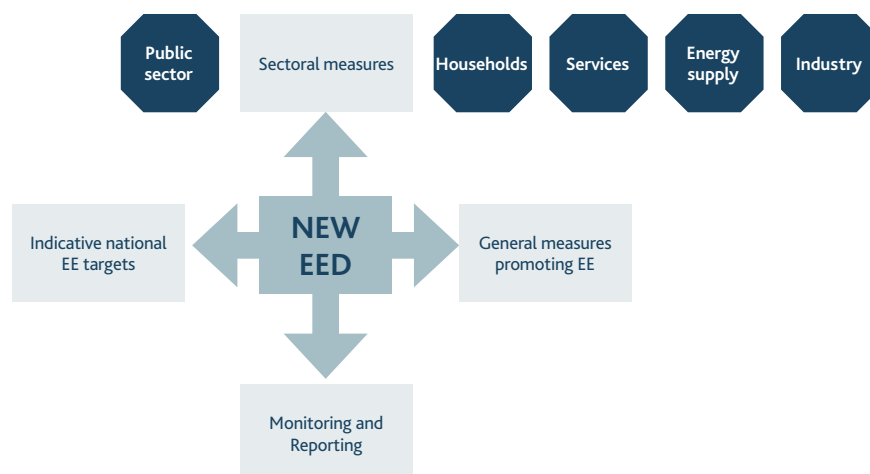 Public
sector
Sectoral measures
Households
Services
Energy
supply
Industry
Indicative national
EE targets
NEW
EED
General measures
promoting EE
Monitoring and
Reporting